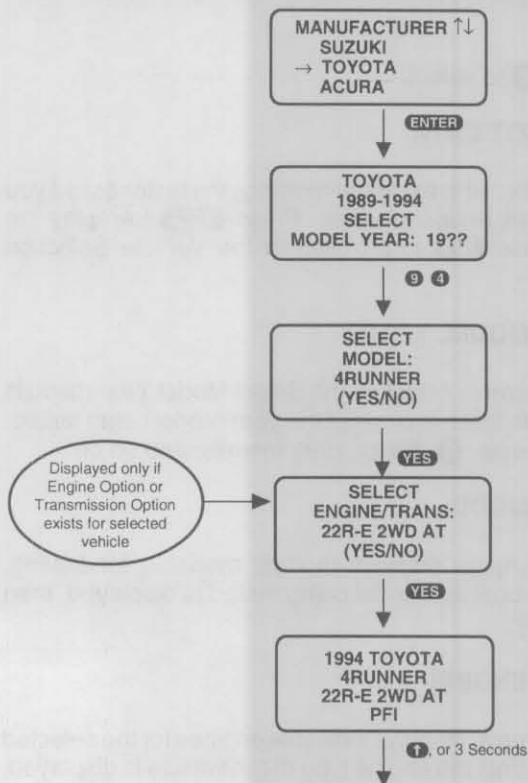 MANUFACTURER ↑↓
SUZUKI
→ TOYOTA
ACURA
ENTER
TOYOTA
1989-1994
SELECT
MODEL YEAR: 19??
9 4
SELECT
MODEL:
4RUNNER
(YES/NO)
YES
Displayed only if
Engine Option or
Transmission Option
exists for selected
vehicle
SELECT
ENGINE/TRANS:
22R-E 2WD AT
(YES/NO)
YES
1994 TOYOTA
4RUNNER
22R-E 2WD AT
PFI
⬆, or 3 Seconds